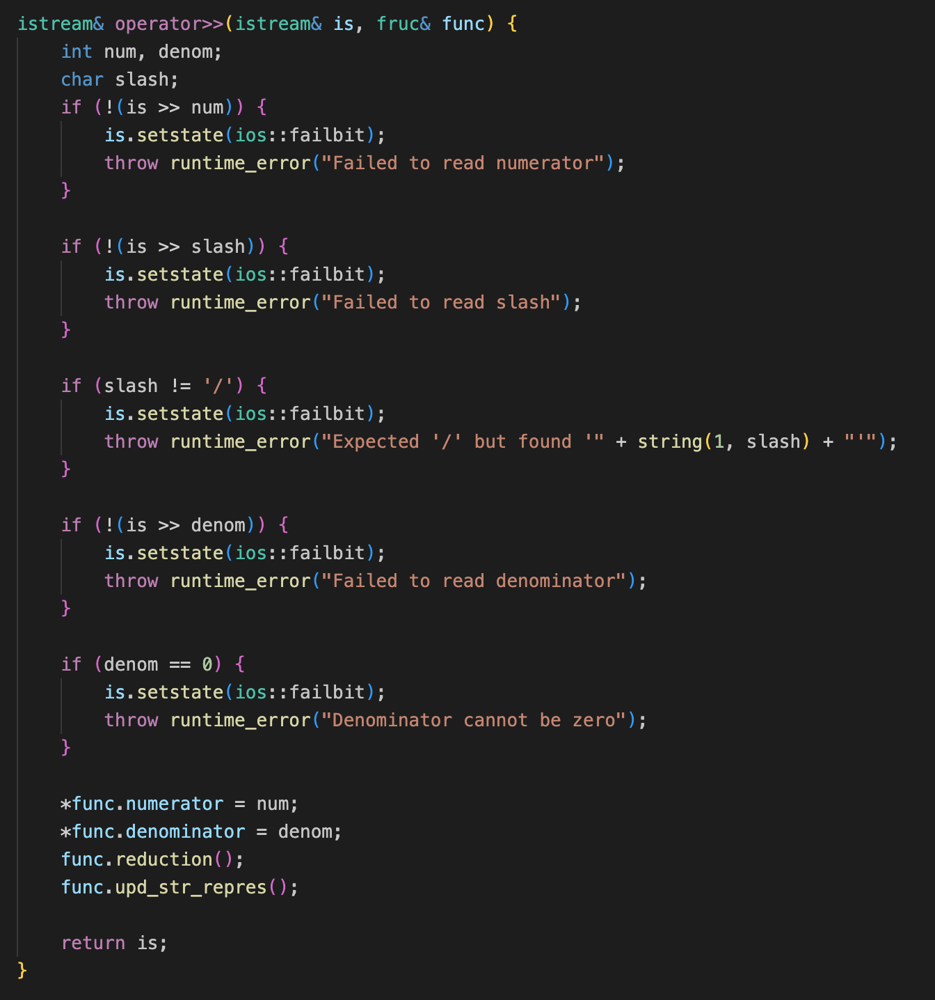 istream& operator>>(istream& is, fruc& func) {
    int num, denom;
    char slash;
    if (!(is >> num)) {
        is.setstate(ios::failbit);
        throw runtime_error("Failed to read numerator");
    }

    if (!(is >> slash)) {
        is.setstate(ios::failbit);
        throw runtime_error("Failed to read slash");
    }

    if (slash != '/') {
        is.setstate(ios::failbit);
        throw runtime_error("Expected '/' but found '" + string(1, slash) + "'");
    }

    if (!(is >> denom)) {
        is.setstate(ios::failbit);
        throw runtime_error("Failed to read denominator");
    }

    if (denom == 0) {
        is.setstate(ios::failbit);
        throw runtime_error("Denominator cannot be zero");
    }

    *func.numerator = num;
    *func.denominator = denom;
    func.reduction();
    func.upd_str_repres();

    return is;
}